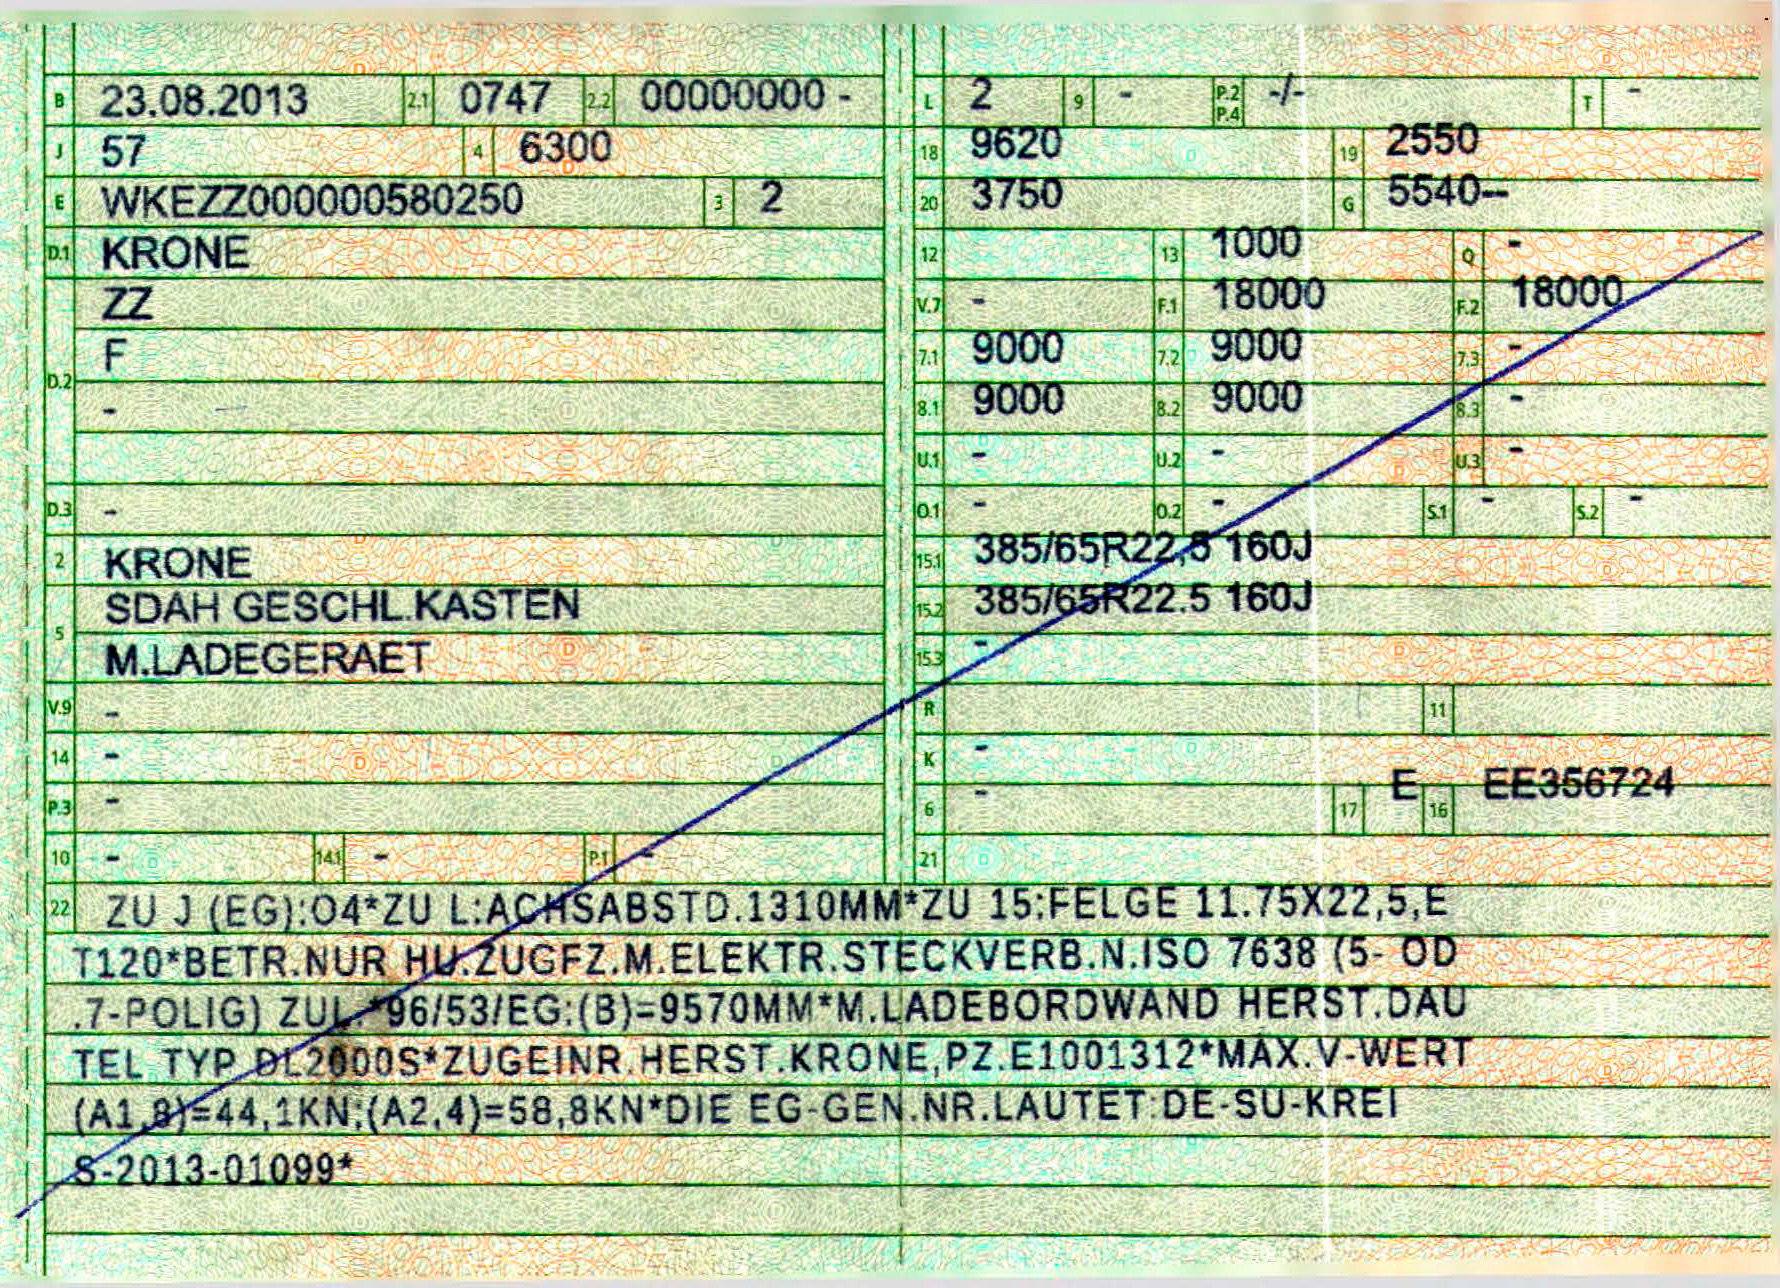 B 23.08.2013 2.1 0747 2.2 00000000 -
J 57 4 6300
E WKEZZ000000580250 3 2
D.1 KRONE
ZZ
D.2 F
-
D.3 -
2 KRONE
5 SDAH GESCHL.KASTEN
M.LADEGERAET
V.9 -
14 -
P.3 -
10 - 14.1 - P.1 -
L 2 9 - P.2 P.4 -/- T -
18 9620 19 2550
20 3750 G 5540--
12 13 1000 Q -
V.7 - F.1 18000 F.2 18000
7.1 9000 7.2 9000 7.3 -
8.1 9000 8.2 9000 8.3 -
U.1 - U.2 - U.3 -
O.1 - O.2 - S.1 - S.2 -
15.1 385/65R22,5 160J
15.2 385/65R22.5 160J
15.3 -
R 11
K -
6 - 17 E 16 EE356724
21
22 ZU J (EG):O4*ZU L:ACHSABSTD.1310MM*ZU 15:FELGE 11.75X22,5,E
T120*BETR.NUR HU.ZUGFZ.M.ELEKTR.STECKVERB.N.ISO 7638 (5- OD
.7-POLIG) ZUL.*96/53/EG:(B)=9570MM*M.LADEBORDWAND HERST.DAU
TEL TYP DL2000S*ZUGEINR.HERST.KRONE,PZ.E1001312*MAX.V-WERT
(A1,8)=44,1KN;(A2,4)=58,8KN*DIE EG-GEN.NR.LAUTET:DE-SU-KREI
S-2013-01099*